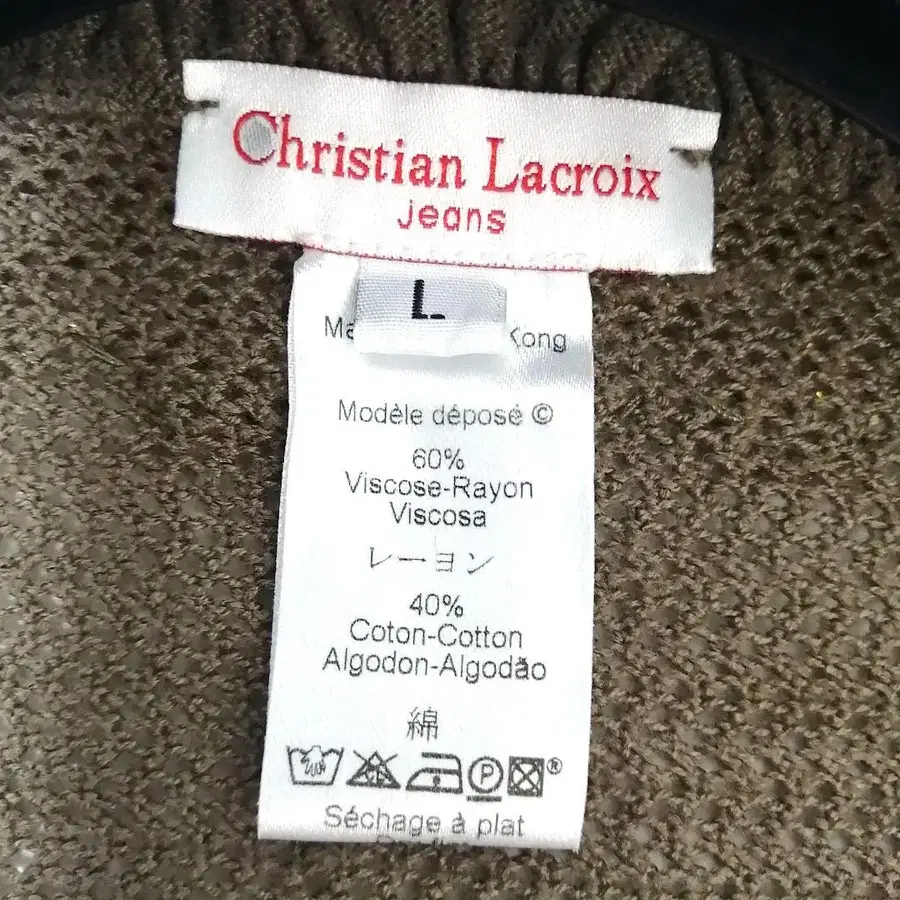 Christian Lacroix
jeans
L.
Kong
Modèle déposé ©
60%
Viscose-Rayon
Viscosa
レーヨン
40%
Coton-Cotton
Algodon-Algodão
綿
P ®
Séchage à plat